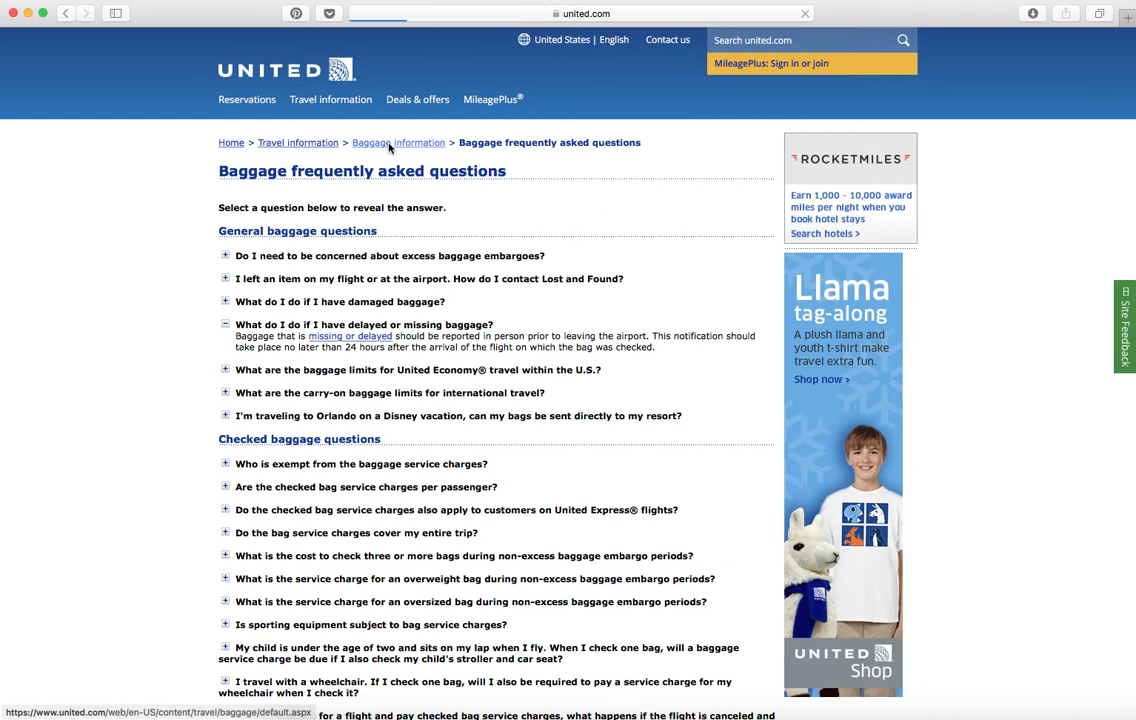 united.com
United States | English
Contact us
Search united.com
MileagePlus: Sign in or join
UNITED
Reservations
Travel information
Deals & offers
MileagePlus®
Home > Travel information > Baggage information > Baggage frequently asked questions
Baggage frequently asked questions
Select a question below to reveal the answer.
General baggage questions
Do I need to be concerned about excess baggage embargoes?
I left an item on my flight or at the airport. How do I contact Lost and Found?
What do I do if I have damaged baggage?
What do I do if I have delayed or missing baggage?
Baggage that is missing or delayed should be reported in person prior to leaving the airport. This notification should
take place no later than 24 hours after the arrival of the flight on which the bag was checked.
What are the baggage limits for United Economy® travel within the U.S.?
What are the carry-on baggage limits for international travel?
I'm traveling to Orlando on a Disney vacation, can my bags be sent directly to my resort?
Checked baggage questions
Who is exempt from the baggage service charges?
Are the checked bag service charges per passenger?
Do the checked bag service charges also apply to customers on United Express® flights?
Do the bag service charges cover my entire trip?
What is the cost to check three or more bags during non-excess baggage embargo periods?
What is the service charge for an overweight bag during non-excess baggage embargo periods?
What is the service charge for an oversized bag during non-excess baggage embargo periods?
Is sporting equipment subject to bag service charges?
My child is under the age of two and sits on my lap when I fly. When I check one bag, will a baggage
service charge be due if I also check my child's stroller and car seat?
I travel with a wheelchair. If I check one bag, will I also be required to pay a service charge for my
wheelchair when I check it?
for a flight and pay checked bag service charges, what happens if the flight is canceled and
https://www.united.com/web/en-US/content/travel/baggage/default.aspx
ROCKETMILES
Earn 1,000 - 10,000 award
miles per night when you
book hotel stays
Search hotels >
Llama
tag-along
A plush llama and
youth t-shirt make
travel extra fun.
Shop now >
UNITED
Shop
Site Feedback